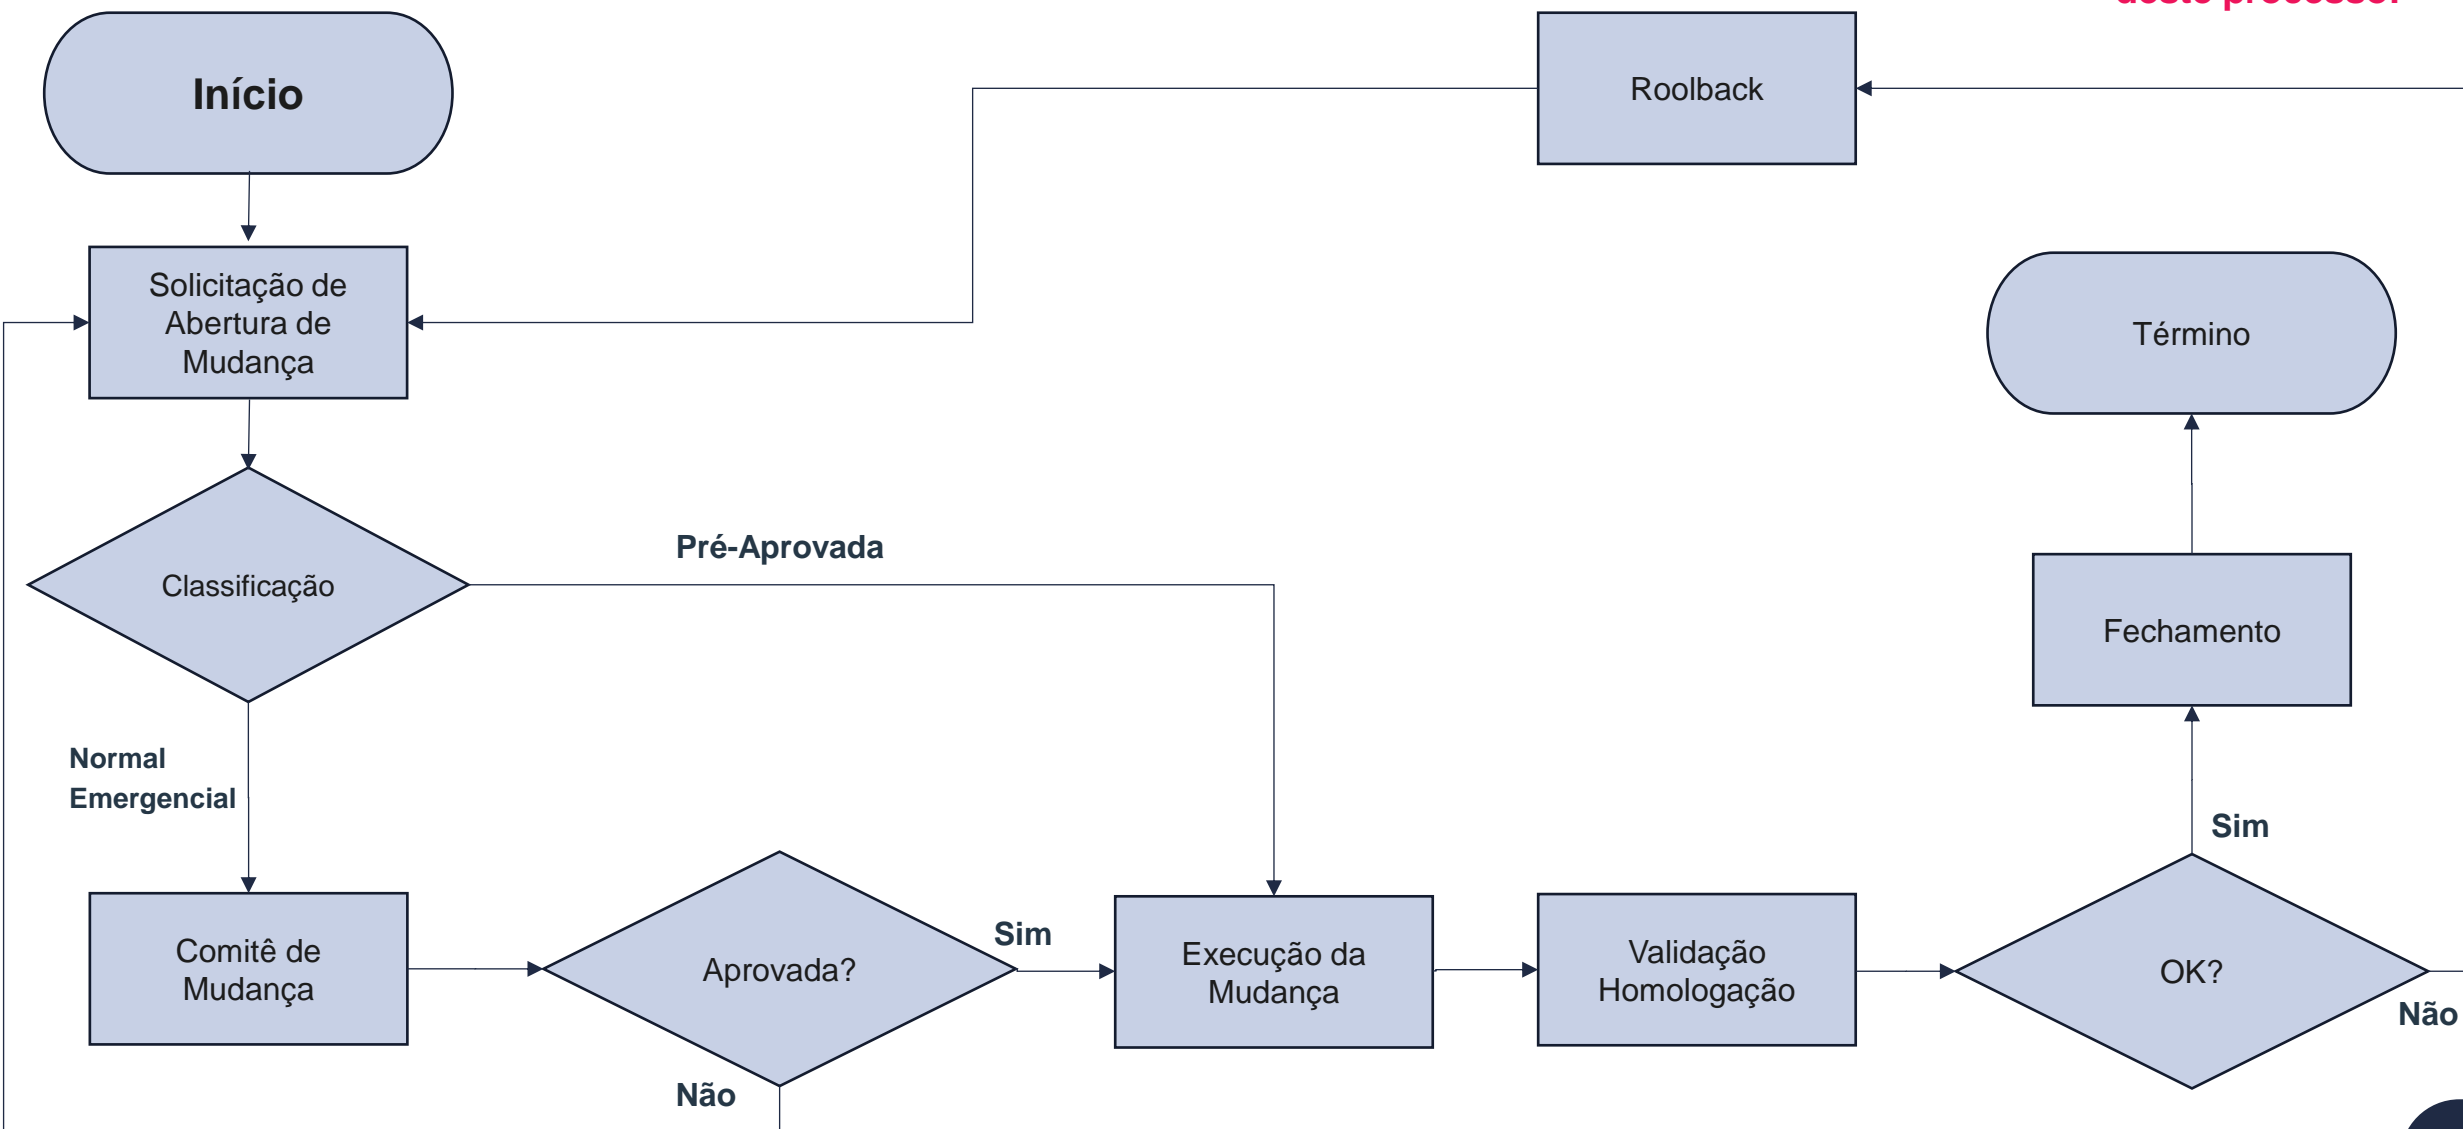 Início
Roolback
Solicitação de
Abertura de
Mudança
Término
Pré-Aprovada
Classificação
Fechamento
Normal
Emergencial
Sim
Comitê de
Mudança
Aprovada?
Sim
Execução da
Mudança
Validação
Homologação
OK?
Não
Não